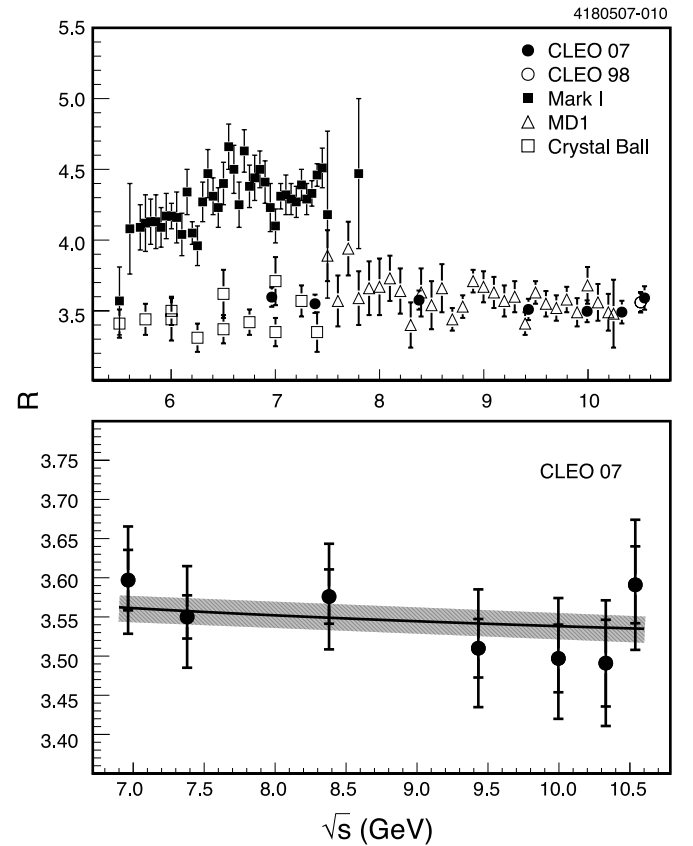 4180507-010
5.5
CLEO 07
CLEO 98
5.0
Mark I
MD1
Crystal Ball
4.5
4.0
3.5
6 7 8 9 10
R
3.75
CLEO 07
3.70
3.65
3.60
3.55
3.50
3.45
3.40
7.0 7.5 8.0 8.5 9.0 9.5 10.0 10.5
√s (GeV)